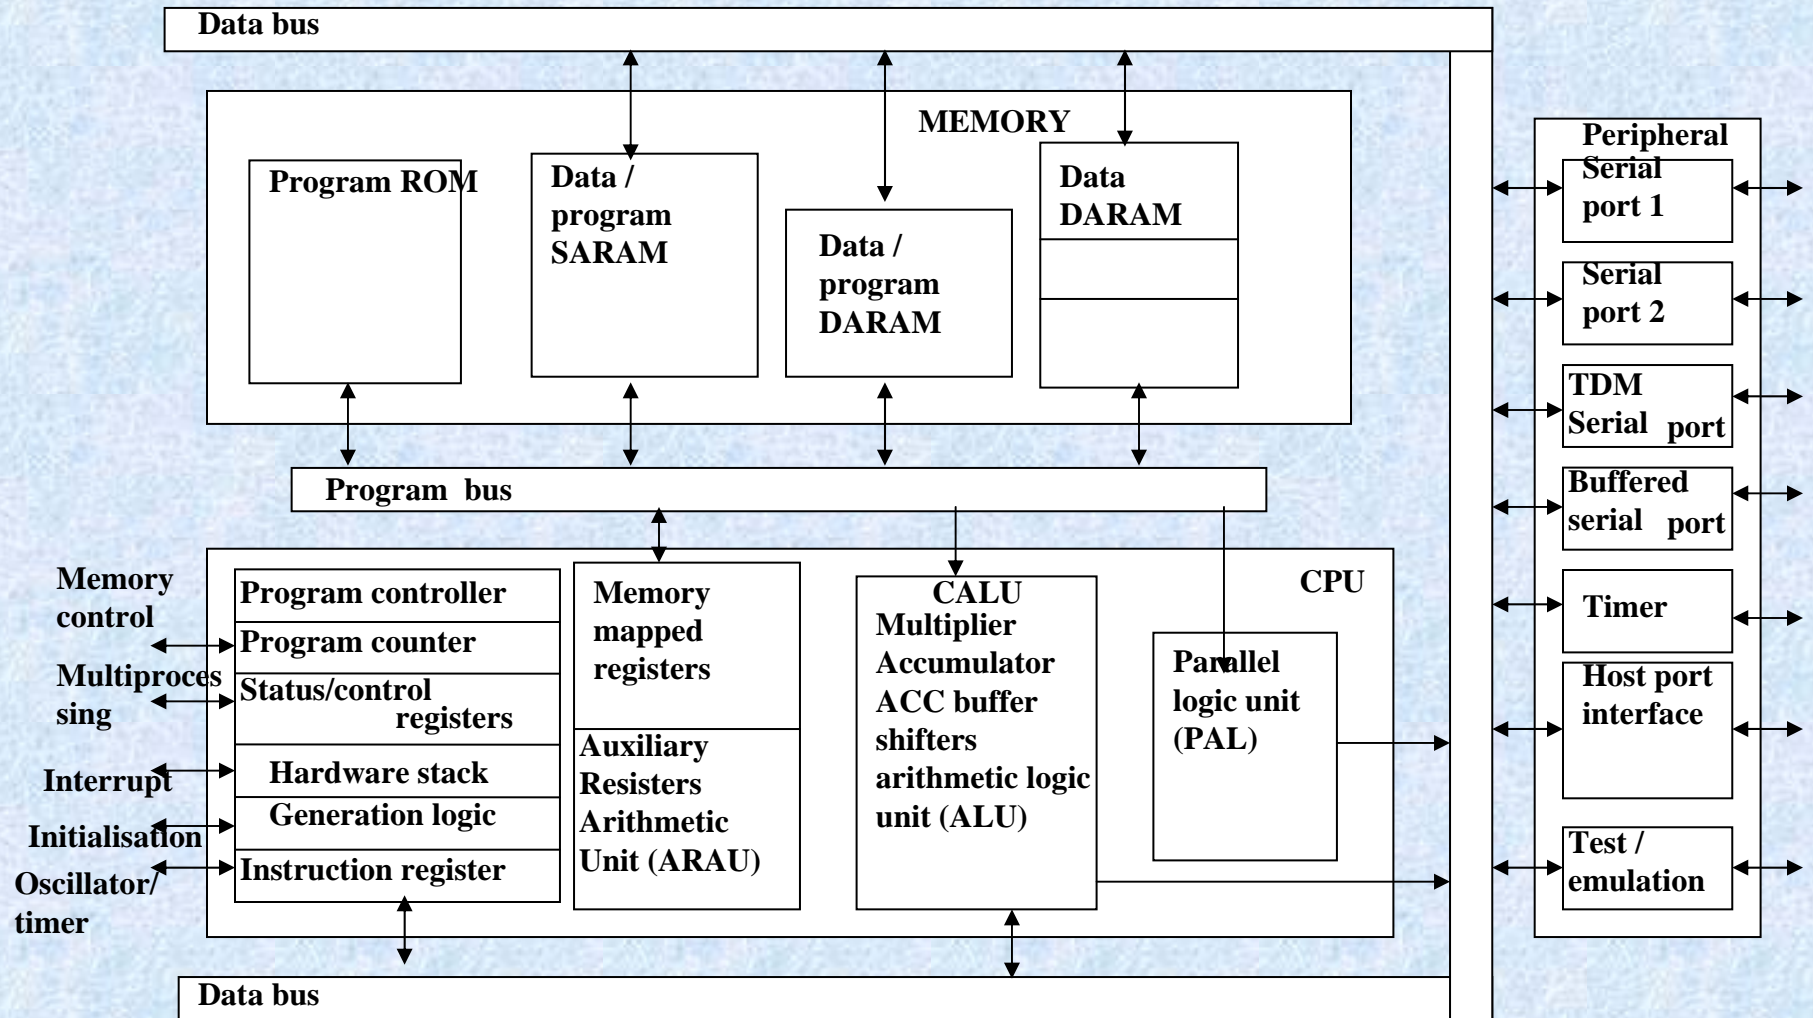 Data bus
MEMORY
Program ROM
Data /
program
SARAM
Data /
program
DARAM
Data
DARAM
Program bus
Memory
control
Multiproces
sing
Interrupt
Initialisation
Oscillator/
timer
CPU
Program controller
Program counter
Status/control
registers
Hardware stack
Generation logic
Instruction register
Memory
mapped
registers
Auxiliary
Resisters
Arithmetic
Unit (ARAU)
CALU
Multiplier
Accumulator
ACC buffer
shifters
arithmetic logic
unit (ALU)
Parallel
logic unit
(PAL)
Data bus
Peripheral
Serial
port 1
Serial
port 2
TDM
Serial port
Buffered
serial port
Timer
Host port
interface
Test /
emulation